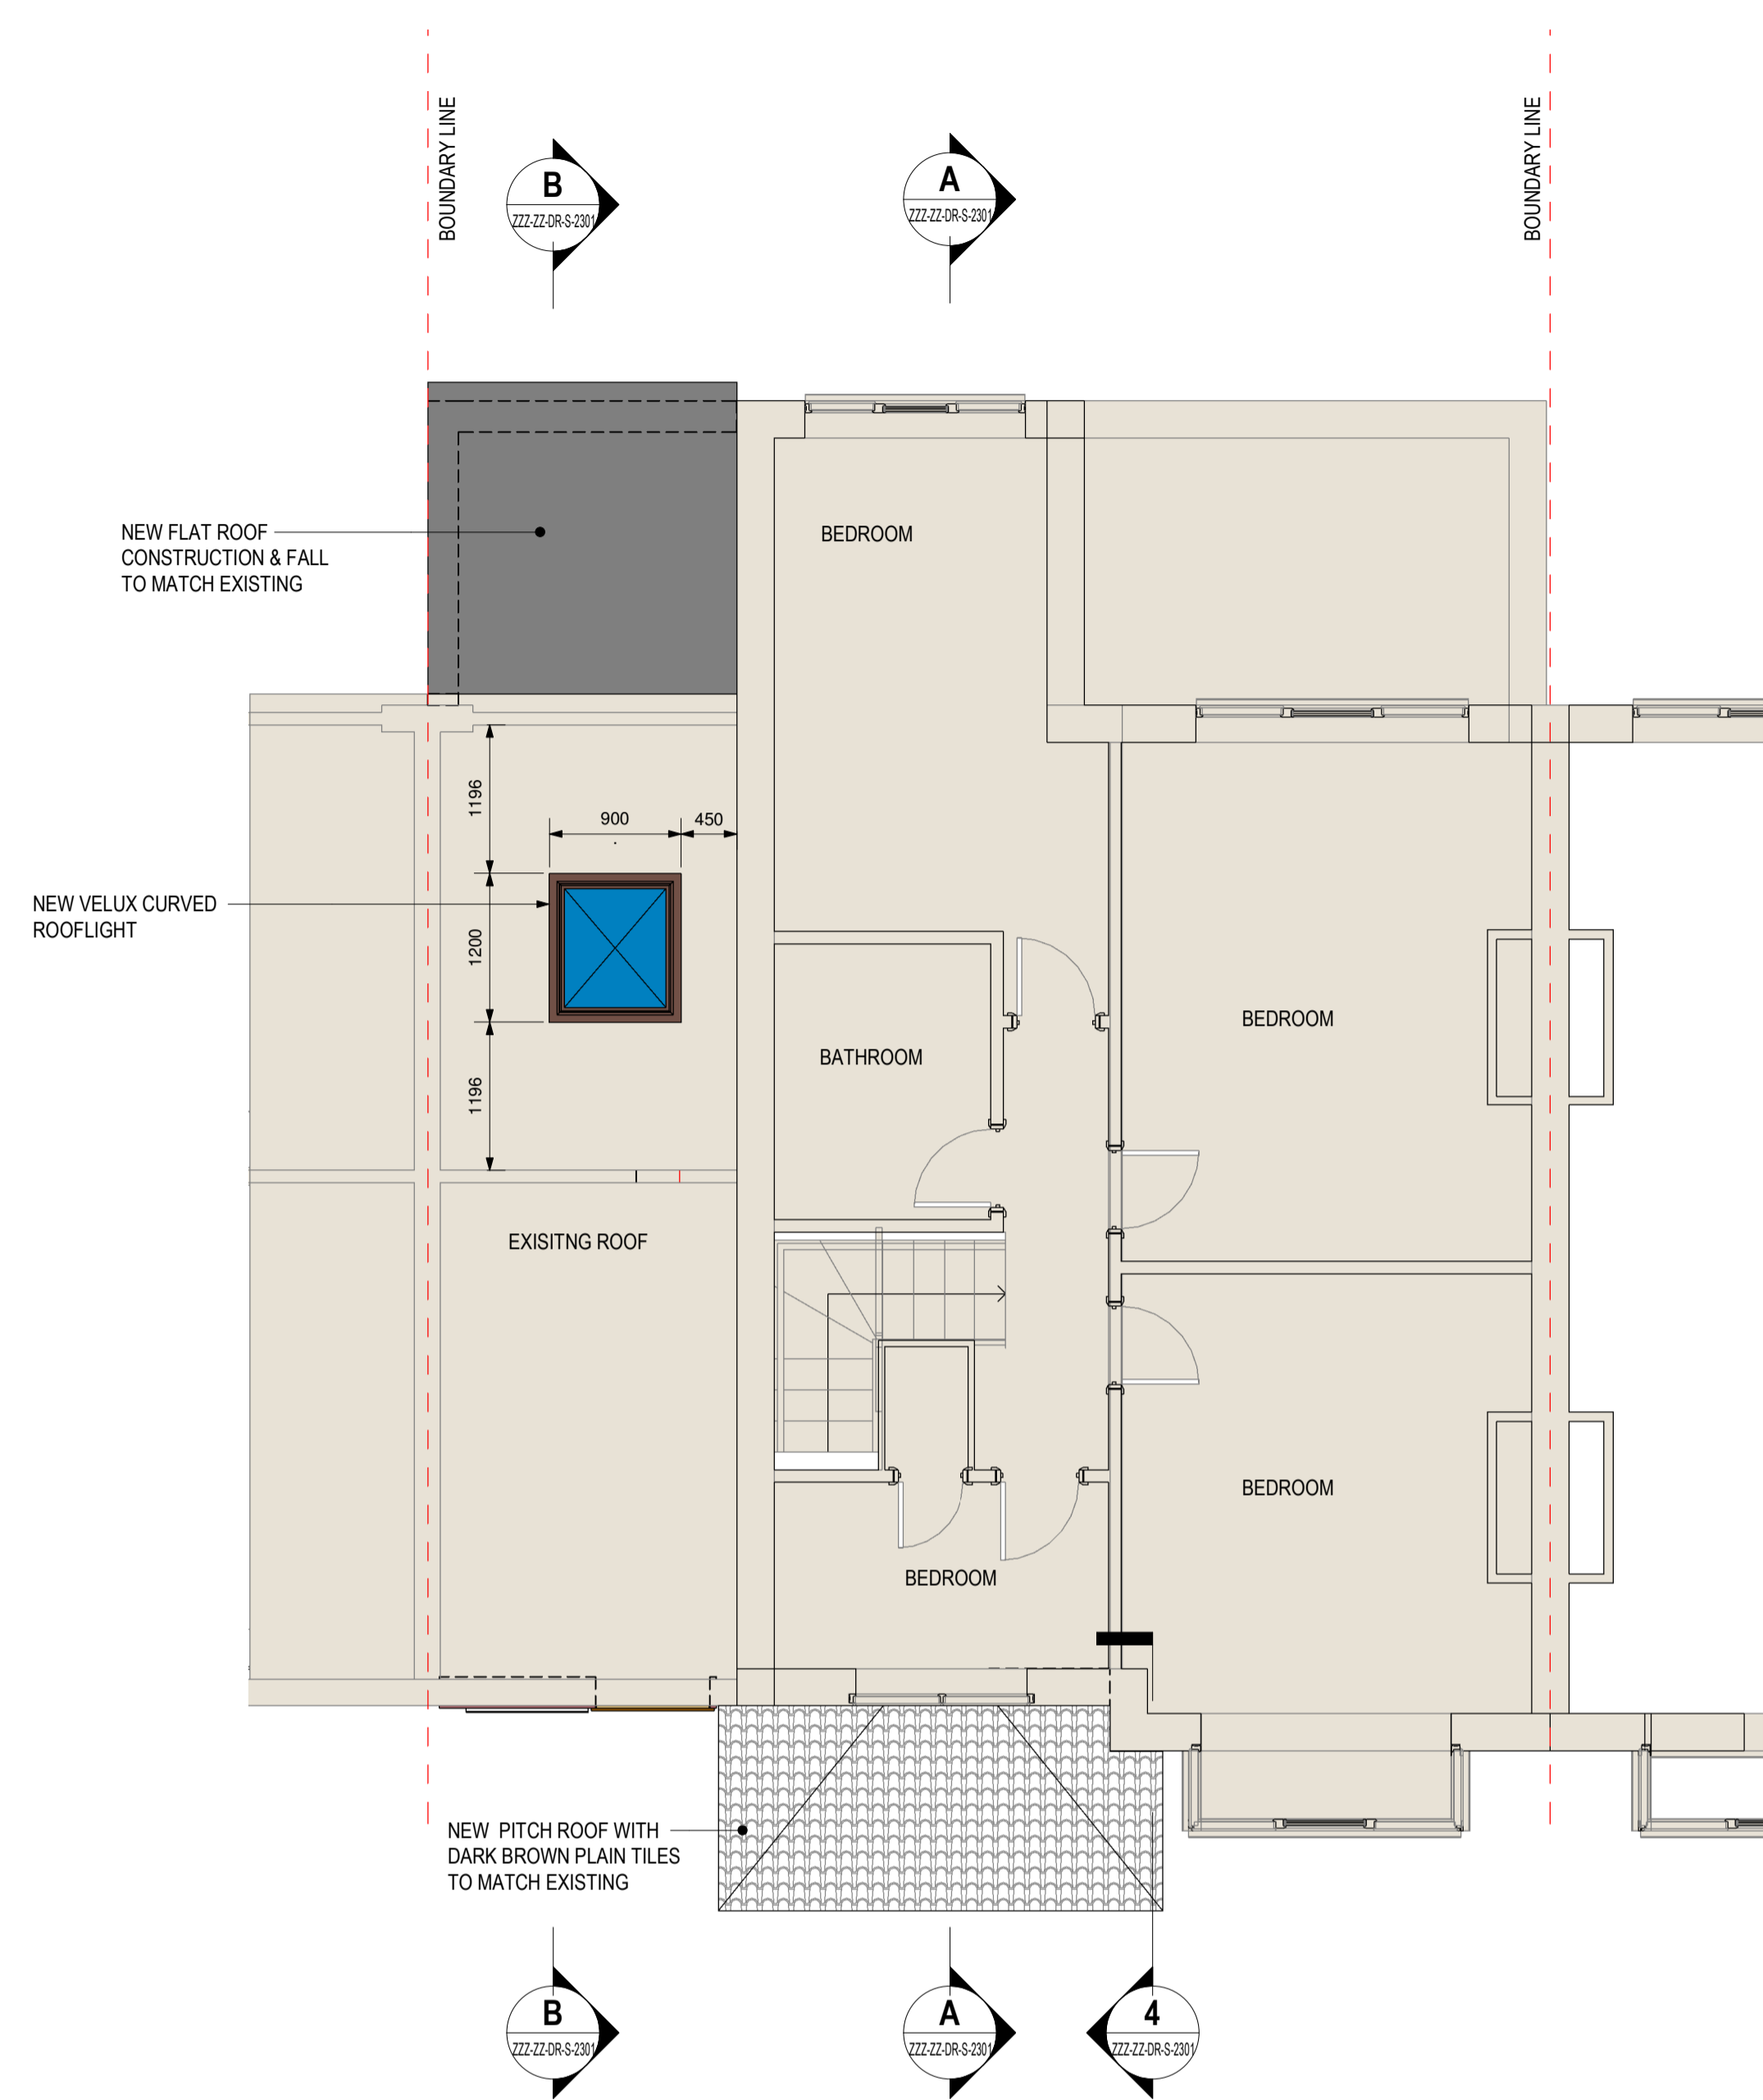 BOUNDARY LINE
BOUNDARY LINE
B
ZZZ-ZZ-DR-S-2301
A
ZZZ-ZZ-DR-S-2301
NEW FLAT ROOF
CONSTRUCTION & FALL
TO MATCH EXISTING
BEDROOM
1196
900
450
NEW VELUX CURVED
ROOFLIGHT
1200
1196
BATHROOM
BEDROOM
EXISITNG ROOF
BEDROOM
BEDROOM
NEW PITCH ROOF WITH
DARK BROWN PLAIN TILES
TO MATCH EXISTING
B
ZZZ-ZZ-DR-S-2301
A
ZZZ-ZZ-DR-S-2301
4
ZZZ-ZZ-DR-S-2301